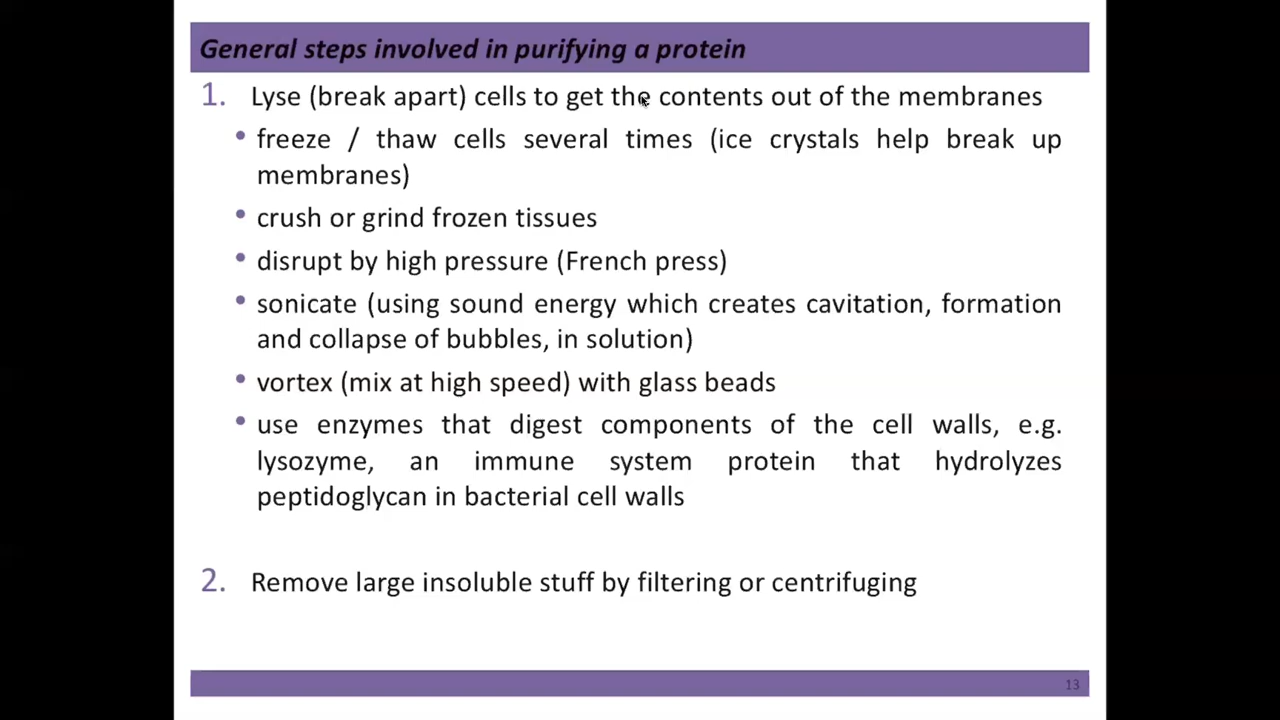 General steps involved in purifying a protein
1. Lyse (break apart) cells to get the contents out of the membranes
• freeze / thaw cells several times (ice crystals help break up
membranes)
• crush or grind frozen tissues
• disrupt by high pressure (French press)
• sonicate (using sound energy which creates cavitation, formation
and collapse of bubbles, in solution)
• vortex (mix at high speed) with glass beads
• use enzymes that digest components of the cell walls, e.g.
lysozyme, an immune system protein that hydrolyzes
peptidoglycan in bacterial cell walls
2. Remove large insoluble stuff by filtering or centrifuging
13